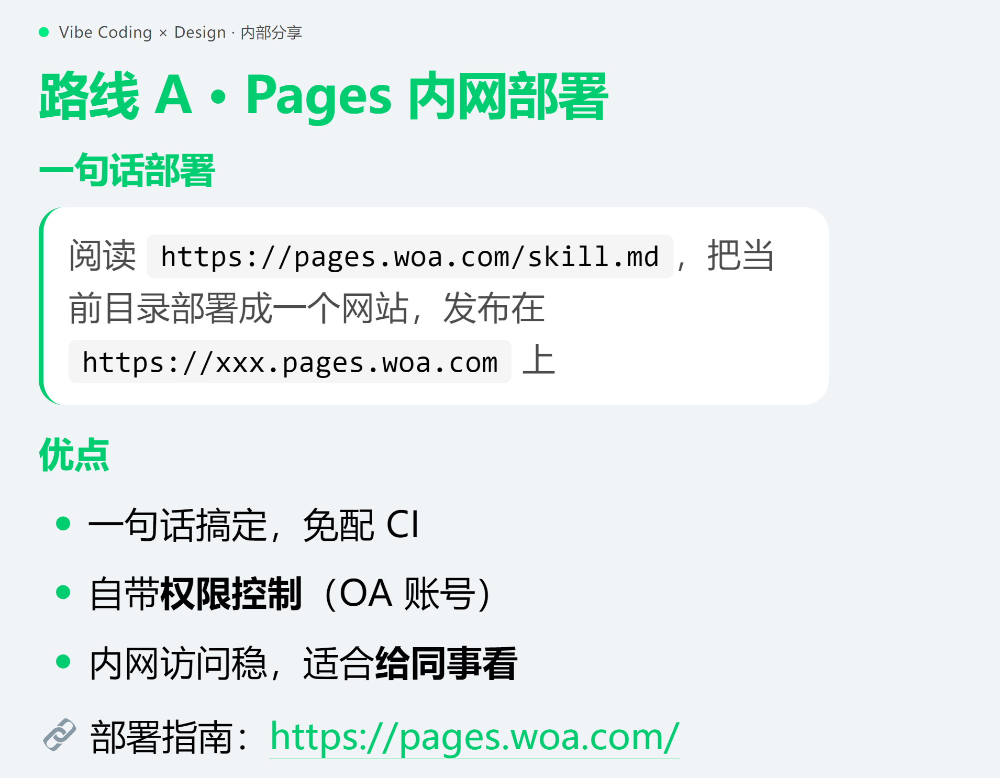 Vibe Coding × Design · 内部分享
路线 A · Pages 内网部署
一句话部署
阅读 https://pages.woa.com/skill.md，把当
前目录部署成一个网站，发布在
https://xxx.pages.woa.com 上
优点
一句话搞定，免配 CI
自带权限控制（OA 账号）
内网访问稳，适合给同事看
🔗 部署指南：https://pages.woa.com/